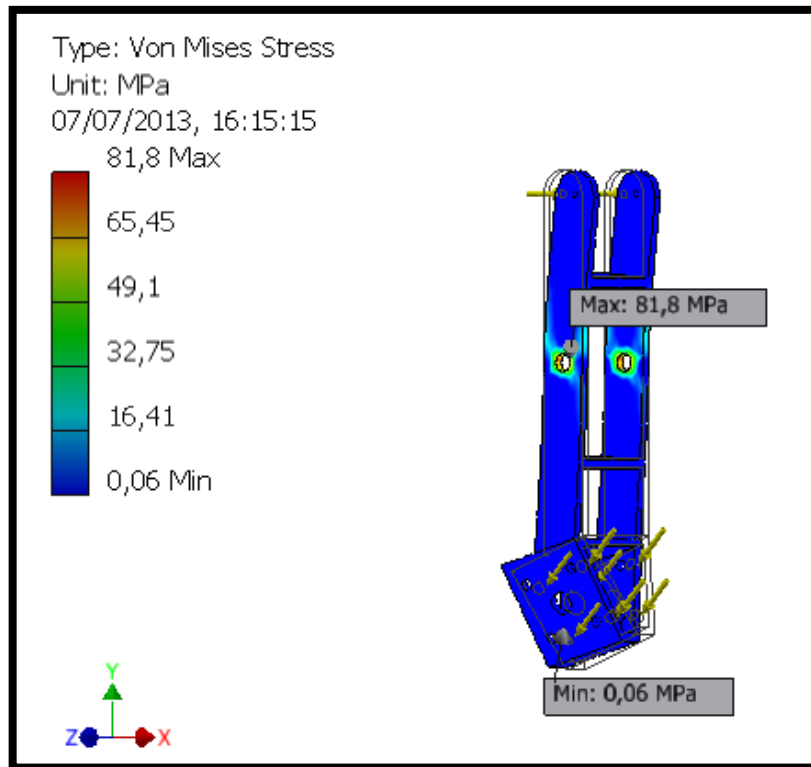 Type: Von Mises Stress
Unit: MPa
07/07/2013, 16:15:15
81,8 Max
65,45
49,1
32,75
16,41
0,06 Min
Max: 81,8 MPa
Min: 0,06 MPa
Y
Z
X